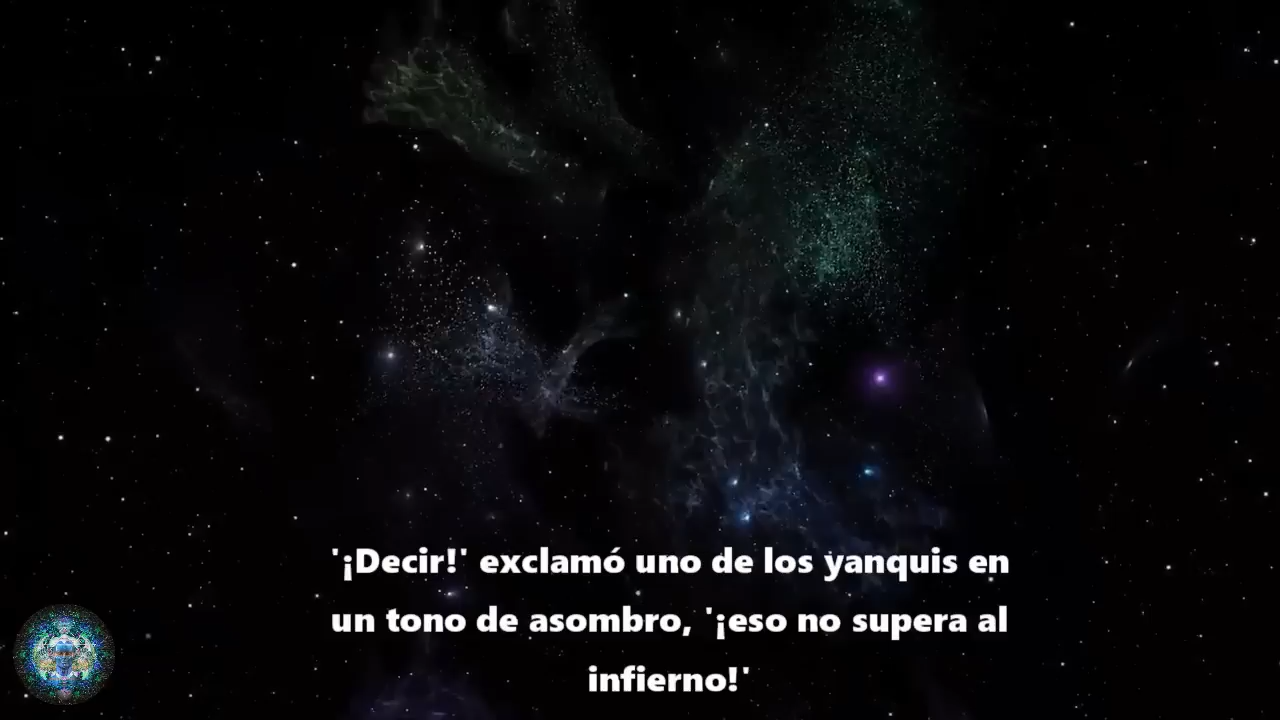 '¡Decir!' exclamó uno de los yanquis en
un tono de asombro, '¡eso no supera al
infierno!'